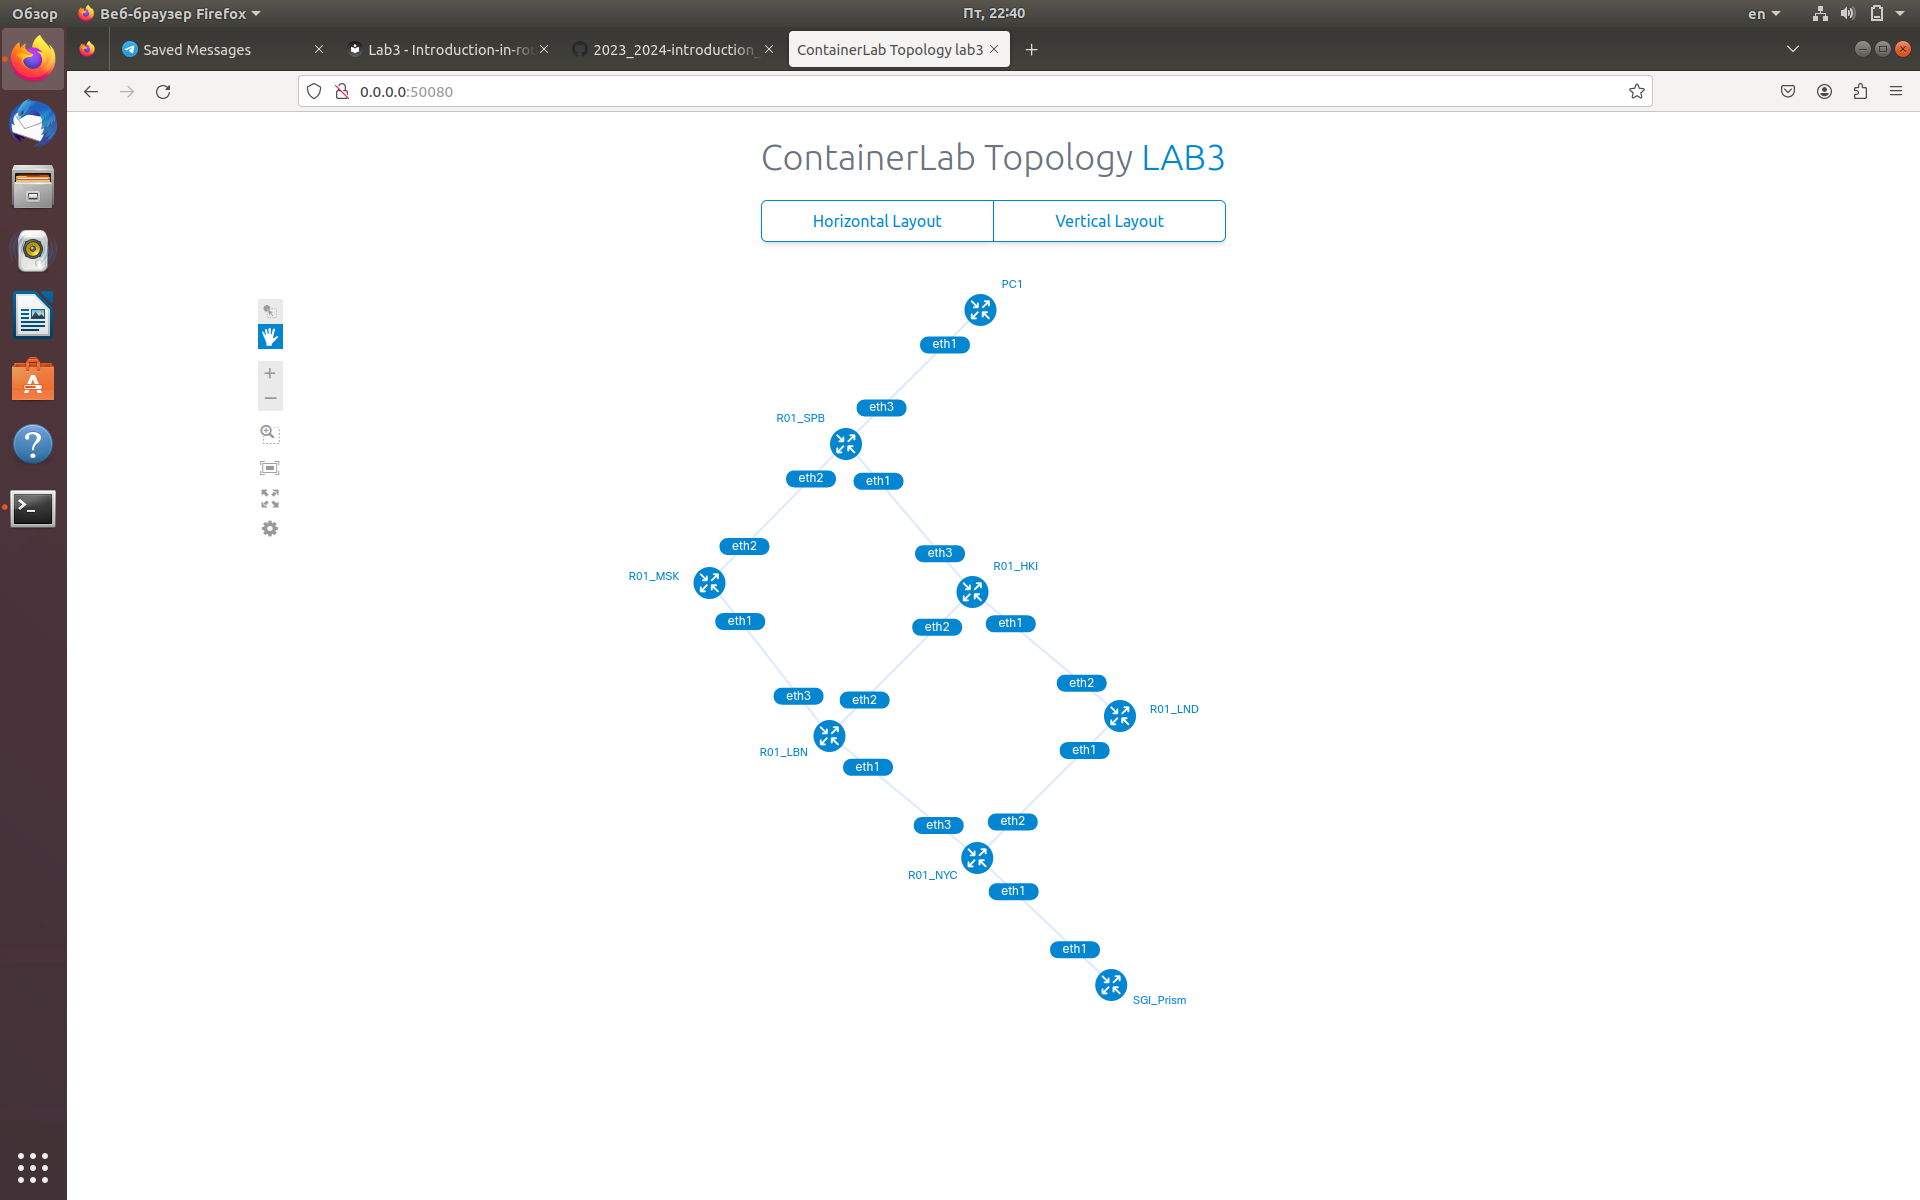 Обзор
Веб-браузер Firefox
Пт, 22:40
en
Saved Messages
Lab3 - Introduction-in-rou
2023_2024-introduction_
ContainerLab Topology lab3
0.0.0.0:50080
ContainerLab Topology LAB3
Horizontal Layout
Vertical Layout
PC1
eth1
eth3
R01_SPB
eth2
eth1
eth2
eth3
R01_HKI
R01_MSK
eth1
eth2
eth1
eth2
eth3
eth2
R01_LND
R01_LBN
eth1
eth1
eth3
eth2
R01_NYC
eth1
eth1
SGI_Prism